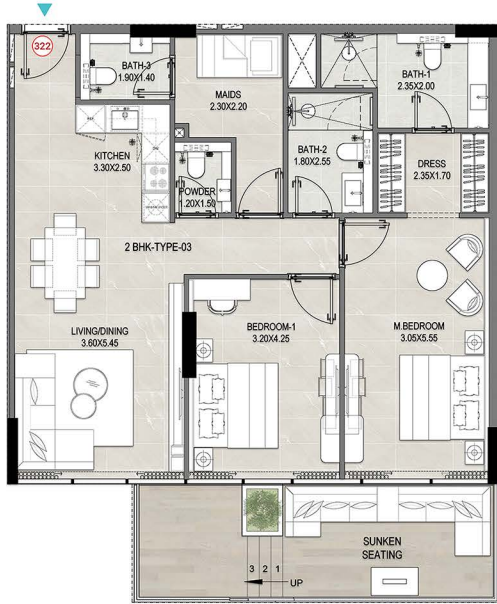 322
BATH-3
1.90X1.40
MAIDS
2.30X2.20
BATH-1
2.35X2.00
KITCHEN
3.30X2.50
BATH-2
1.80X2.55
DRESS
2.35X1.70
POWDER
1.20X1.50
2 BHK-TYPE-03
LIVING/DINING
3.60X5.45
BEDROOM-1
3.20X4.25
M.BEDROOM
3.05X5.55
SUNKEN
SEATING
3 2 1
UP